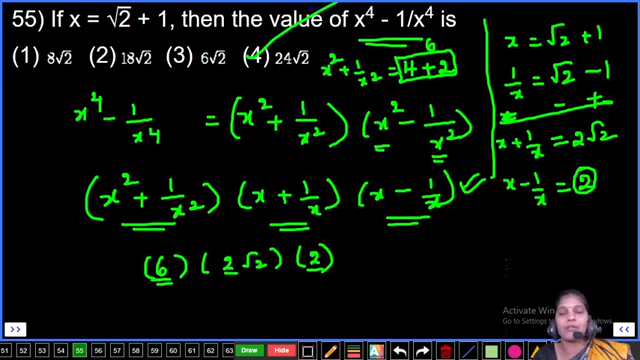 55) If x = √2 + 1, then the value of x⁴ - 1/x⁴ is
(1) 8√2 (2) 18√2 (3) 6√2 (4) 24√2
x² + 1/x² = 4 + 2
6
x⁴ - 1/x⁴ = (x² + 1/x²) (x² - 1/x²)
(x² + 1/x²) (x + 1/x) (x - 1/x)
(6) (2√2) (2)
x = √2 + 1
1/x = √2 - 1
- - +
x + 1/x = 2√2
x - 1/x = 2
Activate Windows
Go to Settings to activate Windows.
>> 51 52 53 54 55 56 57 58 59 60 61 62 63 64 Draw Hide A >>